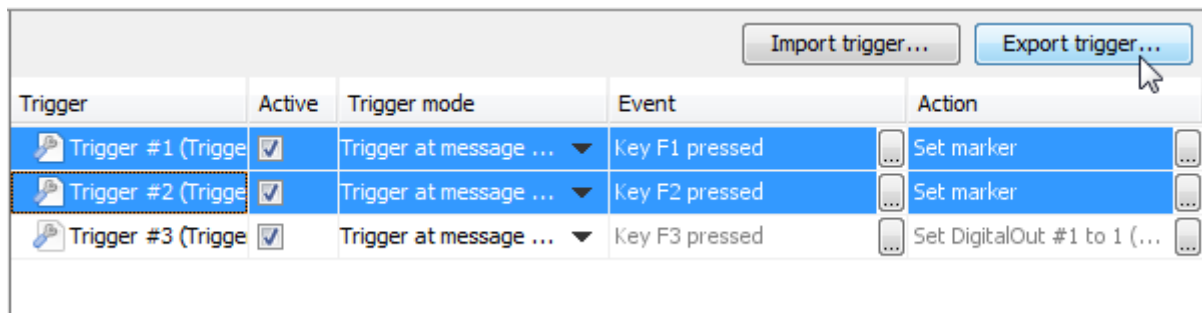 Import trigger... Export trigger...
Trigger Active Trigger mode Event Action
Trigger #1 (Trigge Trigger at message ... Key F1 pressed ... Set marker ...
Trigger #2 (Trigge Trigger at message ... Key F2 pressed ... Set marker ...
Trigger #3 (Trigge Trigger at message ... Key F3 pressed ... Set DigitalOut #1 to 1 (... ...